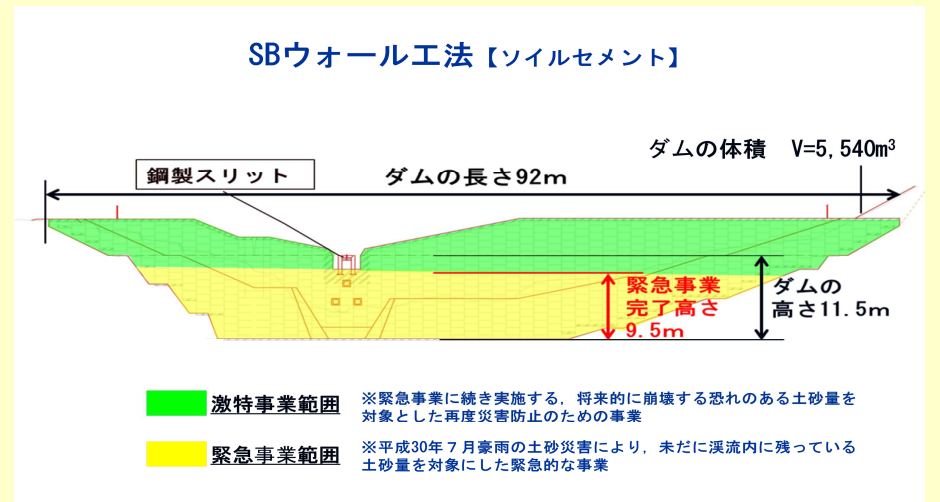 SBウォール工法【ソイルセメント】
ダムの体積　V=5,540m³
鋼製スリット
ダムの長さ92m
緊急事業
完了高さ
9.5m
ダムの
高さ11.5m
激特事業範囲
※緊急事業に続き実施する，将来的に崩壊する恐れのある土砂量を
対象とした再度災害防止のための事業
緊急事業範囲
※平成30年７月豪雨の土砂災害により，未だに渓流内に残っている
土砂量を対象にした緊急的な事業